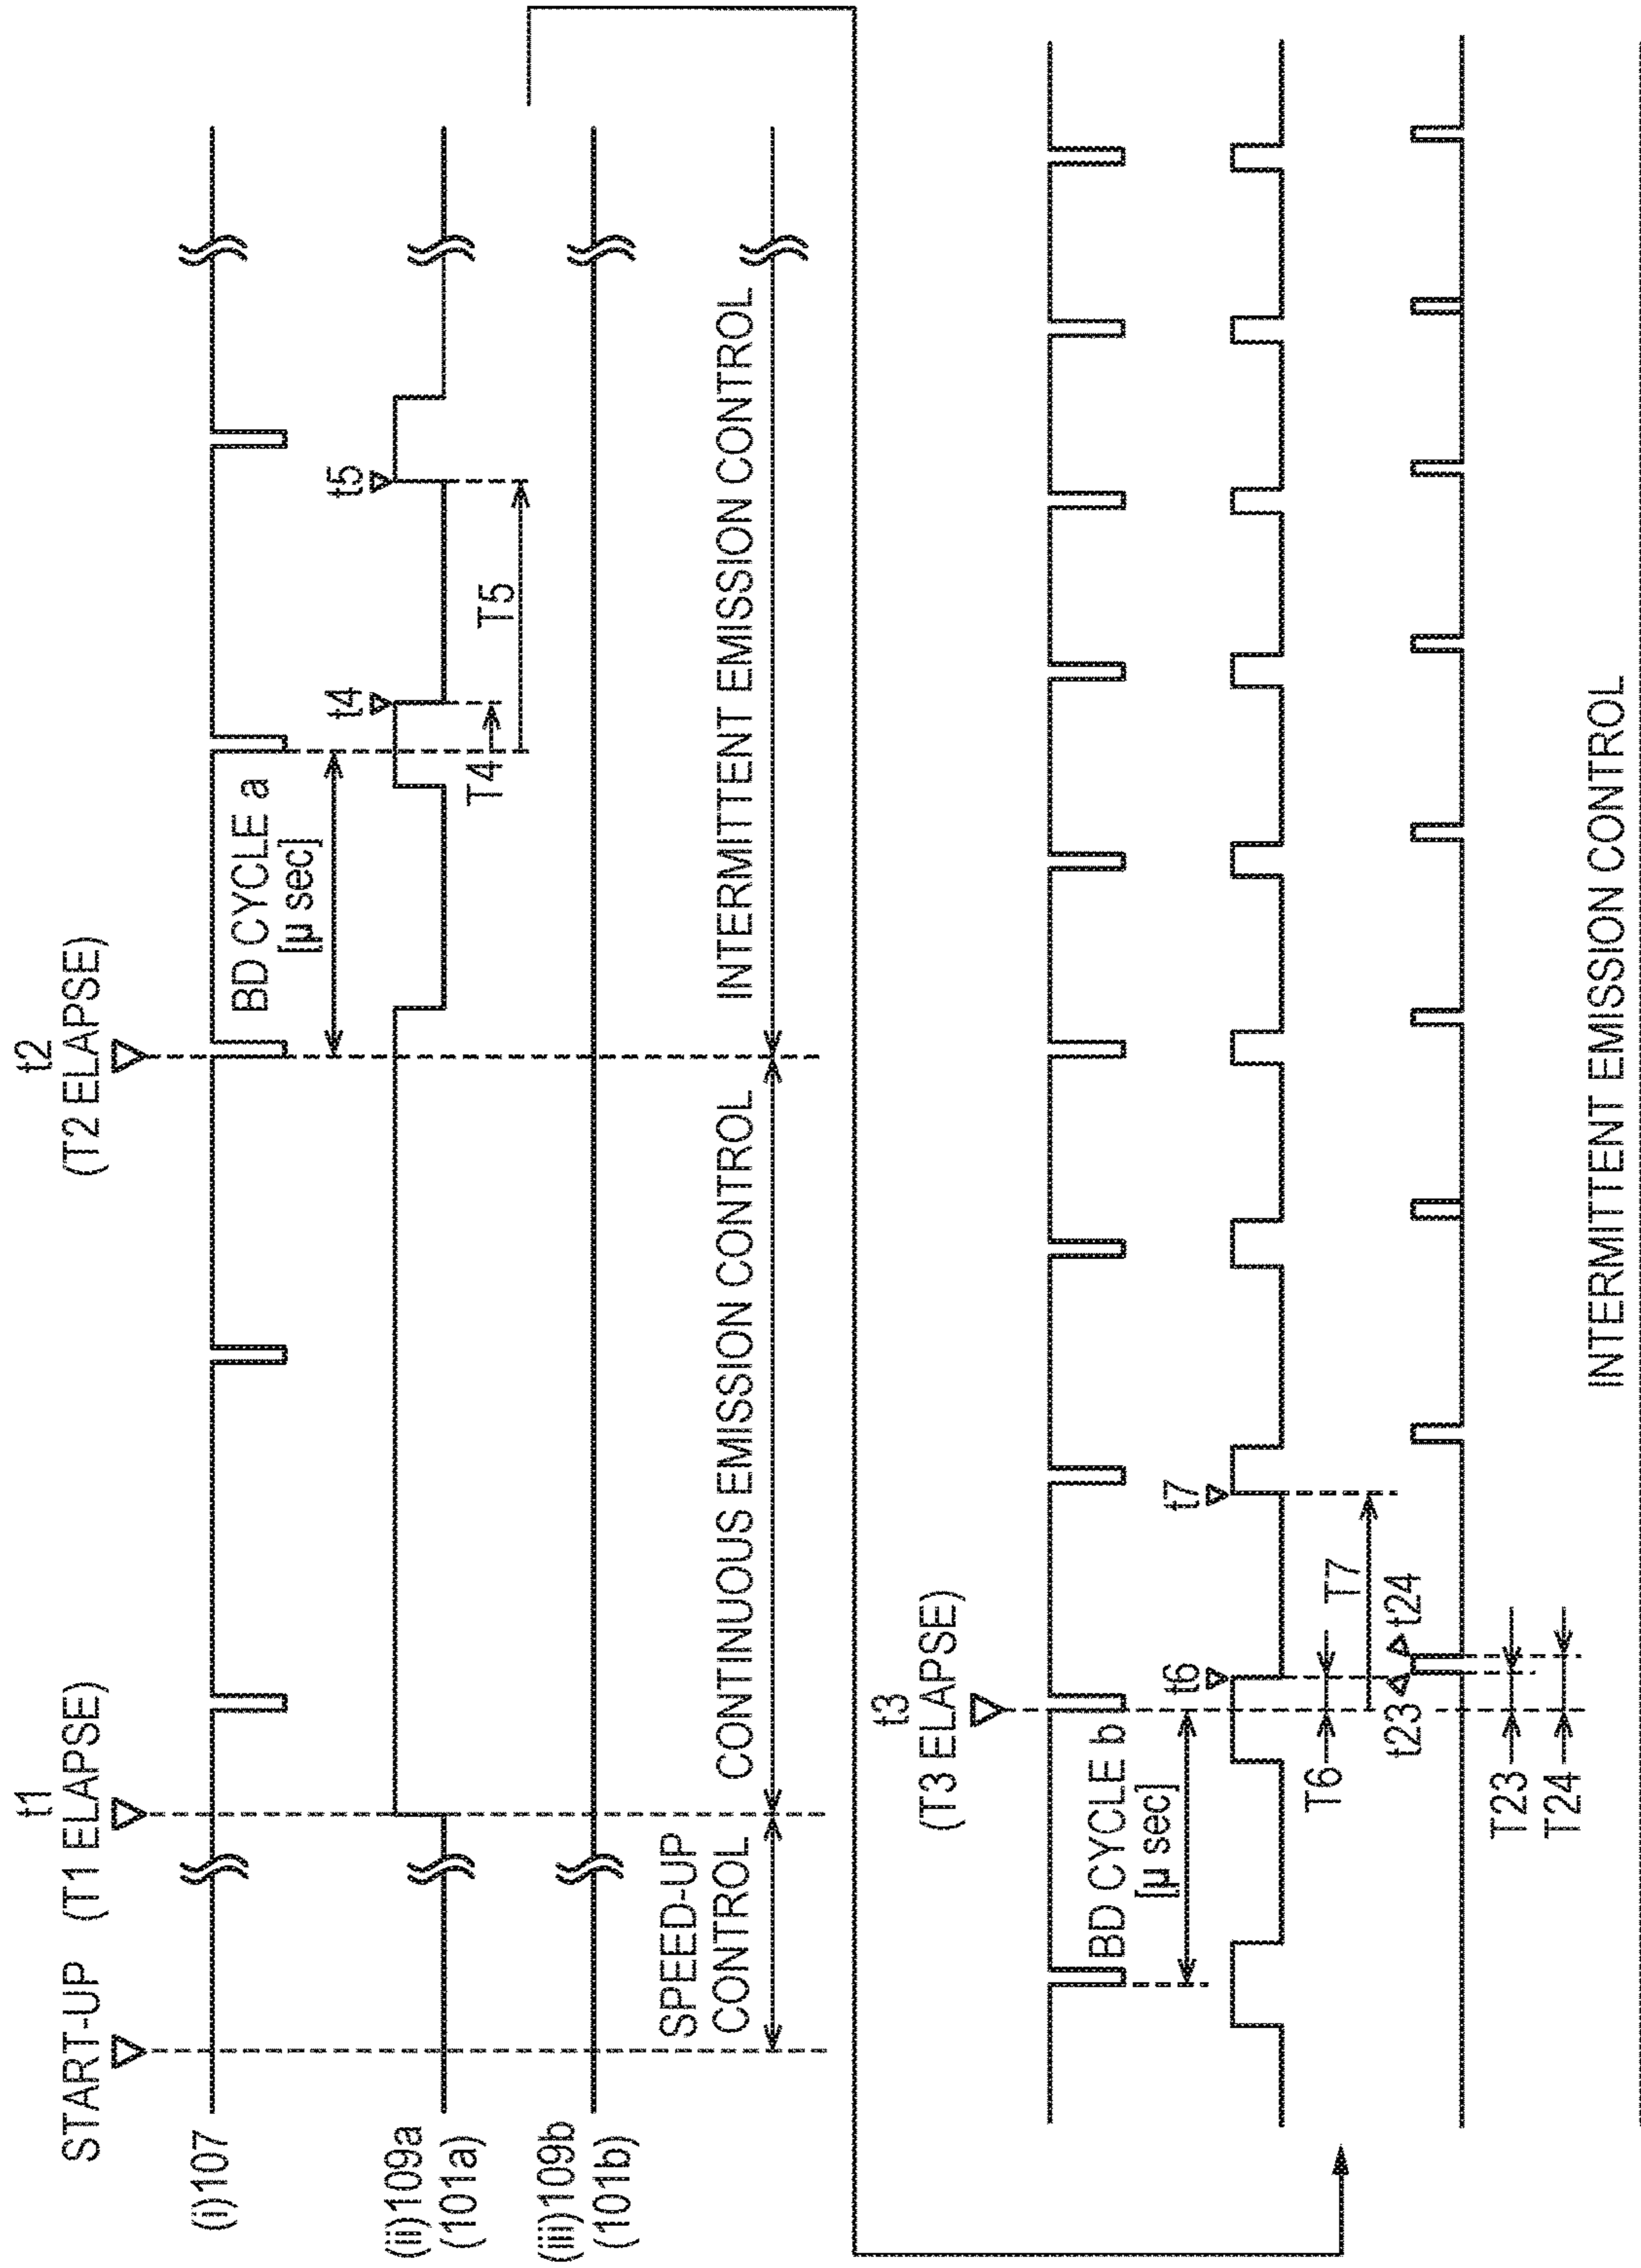 START-UP
t1
(T1 ELAPSE)
t2
(T2 ELAPSE)
(i)107
BD CYCLE a
[μ sec]
(ii)109a
(101a)
t4
t5
T4
T5
(iii)109b
(101b)
SPEED-UP
CONTROL
CONTINUOUS EMISSION CONTROL
INTERMITTENT EMISSION CONTROL
t3
(T3 ELAPSE)
BD CYCLE b
[μ sec]
t6
t7
T6
T7
t23
t24
T23
T24
INTERMITTENT EMISSION CONTROL